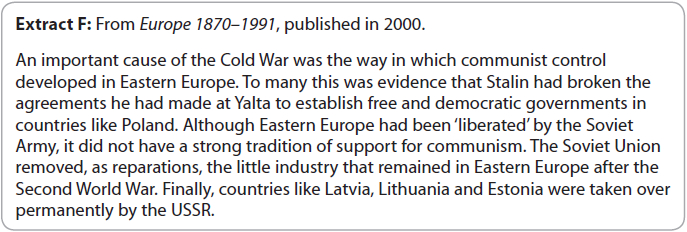 Extract F: From Europe 1870–1991, published in 2000.
An important cause of the Cold War was the way in which communist control
developed in Eastern Europe. To many this was evidence that Stalin had broken the
agreements he had made at Yalta to establish free and democratic governments in
countries like Poland. Although Eastern Europe had been ‘liberated’ by the Soviet
Army, it did not have a strong tradition of support for communism. The Soviet Union
removed, as reparations, the little industry that remained in Eastern Europe after the
Second World War. Finally, countries like Latvia, Lithuania and Estonia were taken over
permanently by the USSR.